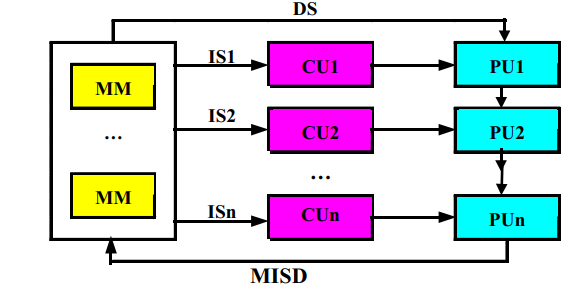 DS
IS1
CU1
PU1
MM
IS2
CU2
PU2
...
...
MM
ISn
CUn
PUn
MISD